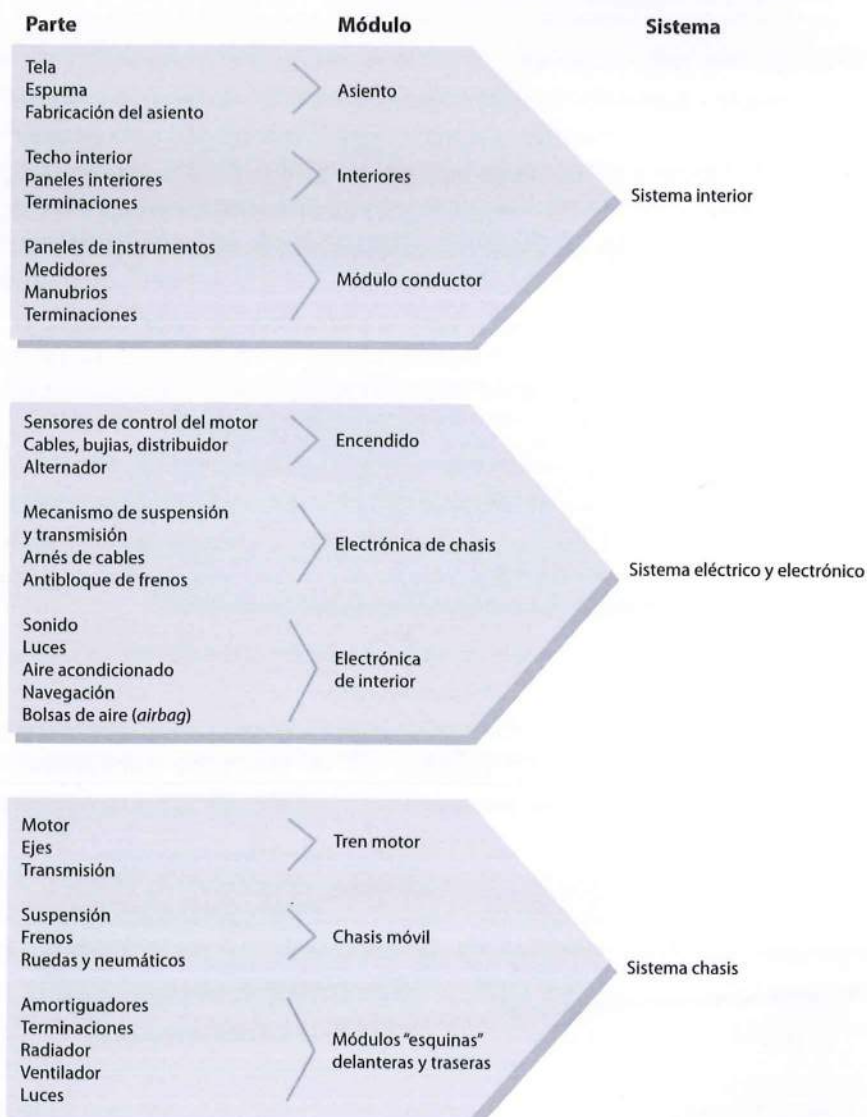 Parte Módulo Sistema
Tela
Espuma
Fabricación del asiento
Asiento
Techo interior
Paneles interiores
Terminaciones
Interiores
Sistema interior
Paneles de instrumentos
Medidores
Manubrios
Terminaciones
Módulo conductor
Sensores de control del motor
Cables, bujias, distribuidor
Alternador
Encendido
Mecanismo de suspensión
y transmisión
Arnés de cables
Antibloque de frenos
Electrónica de chasis
Sistema eléctrico y electrónico
Sonido
Luces
Aire acondicionado
Navegación
Bolsas de aire (airbag)
Electrónica
de interior
Motor
Ejes
Transmisión
Tren motor
Suspensión
Frenos
Ruedas y neumáticos
Chasis móvil
Sistema chasis
Amortiguadores
Terminaciones
Radiador
Ventilador
Luces
Módulos "esquinas"
delanteras y traseras